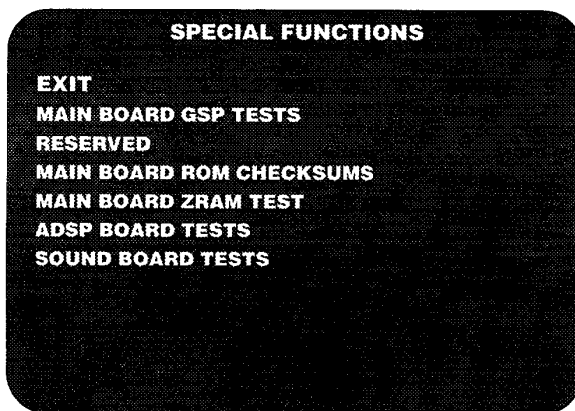 SPECIAL FUNCTIONS
EXIT
MAIN BOARD GSP TESTS
RESERVED
MAIN BOARD ROM CHECKSUMS
MAIN BOARD ZRAM TEST
ADSP BOARD TESTS
SOUND BOARD TESTS